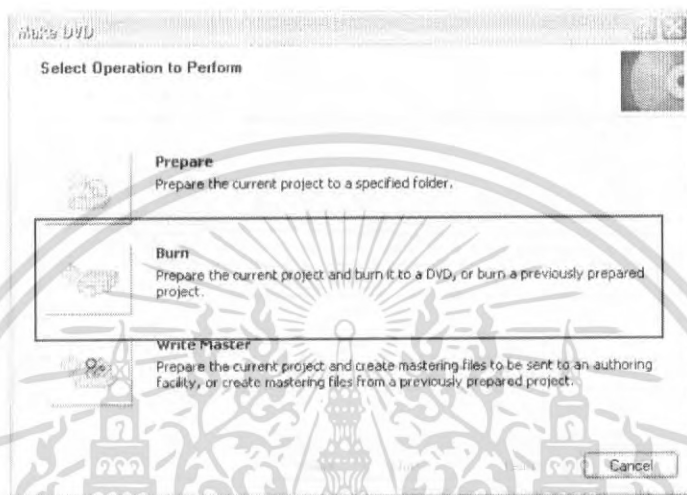 Make DVD
Select Operation to Perform
Prepare
Prepare the current project to a specified folder.
Burn
Prepare the current project and burn it to a DVD, or burn a previously prepared
project.
Write Master
Prepare the current project and create mastering files to be sent to an authoring
facility, or create mastering files from a previously prepared project.
Cancel